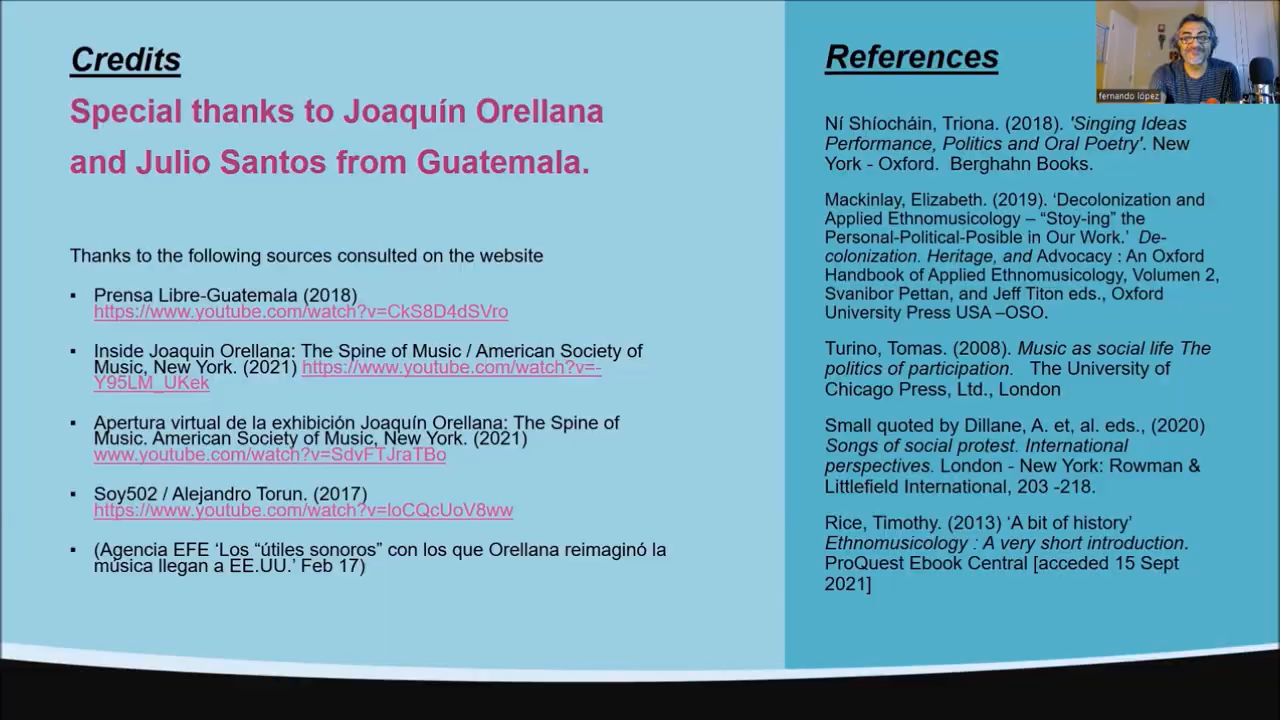 Credits
Special thanks to Joaquín Orellana
and Julio Santos from Guatemala.
Thanks to the following sources consulted on the website
▪ Prensa Libre-Guatemala (2018)
https://www.youtube.com/watch?v=CkS8D4dSVro
▪ Inside Joaquin Orellana: The Spine of Music / American Society of
Music, New York. (2021) https://www.youtube.com/watch?v=-
Y95LM_UKek
▪ Apertura virtual de la exhibición Joaquín Orellana: The Spine of
Music. American Society of Music, New York. (2021)
www.youtube.com/watch?v=SdvFTJraTBo
▪ Soy502 / Alejandro Torun. (2017)
https://www.youtube.com/watch?v=loCQcUoV8ww
▪ (Agencia EFE ‘Los “útiles sonoros” con los que Orellana reimaginó la
música llegan a EE.UU.’ Feb 17)
References
fernando lópez
Ní Shíocháin, Triona. (2018). 'Singing Ideas
Performance, Politics and Oral Poetry'. New
York - Oxford. Berghahn Books.
Mackinlay, Elizabeth. (2019). ‘Decolonization and
Applied Ethnomusicology – “Stoy-ing” the
Personal-Political-Posible in Our Work.’ De-
colonization. Heritage, and Advocacy : An Oxford
Handbook of Applied Ethnomusicology, Volumen 2,
Svanibor Pettan, and Jeff Titon eds., Oxford
University Press USA –OSO.
Turino, Tomas. (2008). Music as social life The
politics of participation. The University of
Chicago Press, Ltd., London
Small quoted by Dillane, A. et, al. eds., (2020)
Songs of social protest. International
perspectives. London - New York: Rowman &
Littlefield International, 203 -218.
Rice, Timothy. (2013) ‘A bit of history’
Ethnomusicology : A very short introduction.
ProQuest Ebook Central [acceded 15 Sept
2021]